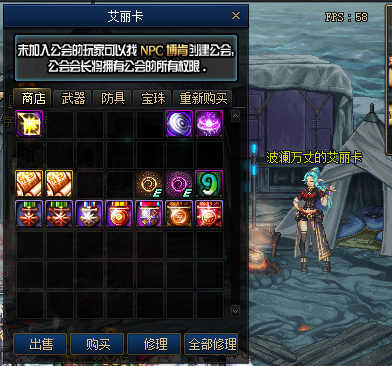 艾丽卡
FPS : 58
未加入公会的玩家可以找 NPC 博肯创建公会,
公会会长将拥有公会的所有权限 .
商店 武器 防具 宝珠 重新购买
波澜万丈的艾丽卡
E E
出售 购买 修理 全部修理